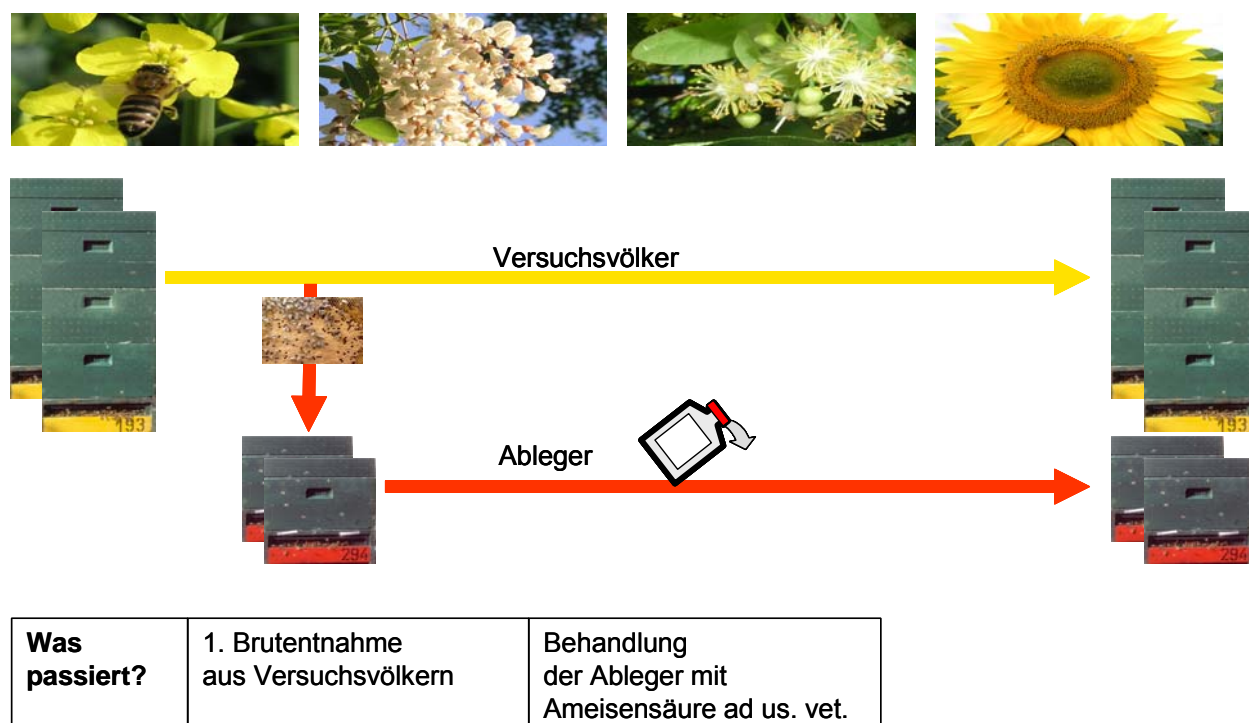 Versuchsvölker
193
193
Ableger
294
294
Was passiert?
1. Brutentnahme
aus Versuchsvölkern
Behandlung
der Ableger mit
Ameisensäure ad us. vet.